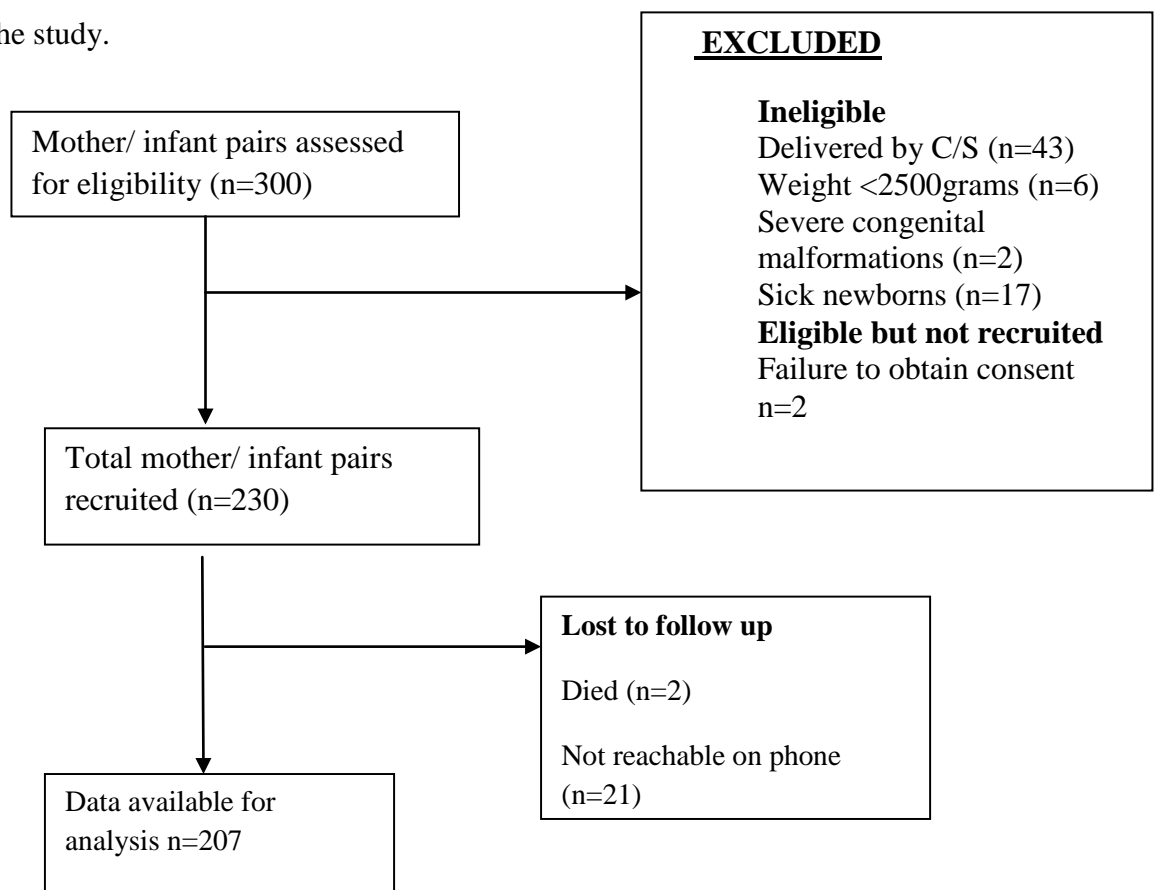 he study.
EXCLUDED
Ineligible
Delivered by C/S (n=43)
Weight <2500grams (n=6)
Severe congenital
malformations (n=2)
Sick newborns (n=17)
Eligible but not recruited
Failure to obtain consent
n=2
Mother/ infant pairs assessed
for eligibility (n=300)
Total mother/ infant pairs
recruited (n=230)
Lost to follow up
Died (n=2)
Not reachable on phone
(n=21)
Data available for
analysis n=207